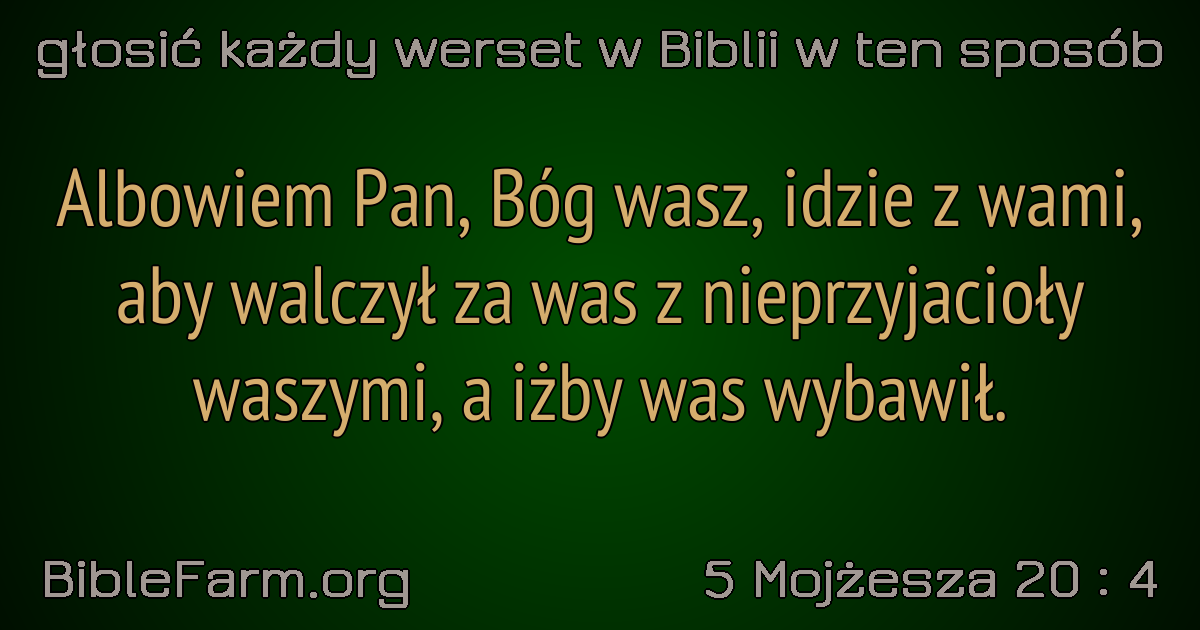 głosić każdy werset w Biblii w ten sposób
Albowiem Pan, Bóg wasz, idzie z wami,
aby walczył za was z nieprzyjacioły
waszymi, a iżby was wybawił.
BibleFarm.org
5 Mojżesza 20 : 4